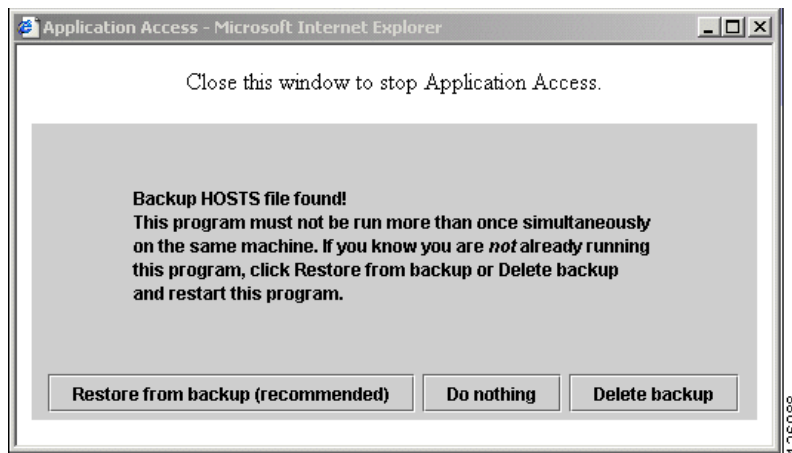 Application Access - Microsoft Internet Explorer
Close this window to stop Application Access.
Backup HOSTS file found!
This program must not be run more than once simultaneously
on the same machine. If you know you are not already running
this program, click Restore from backup or Delete backup
and restart this program.
Restore from backup (recommended)
Do nothing
Delete backup